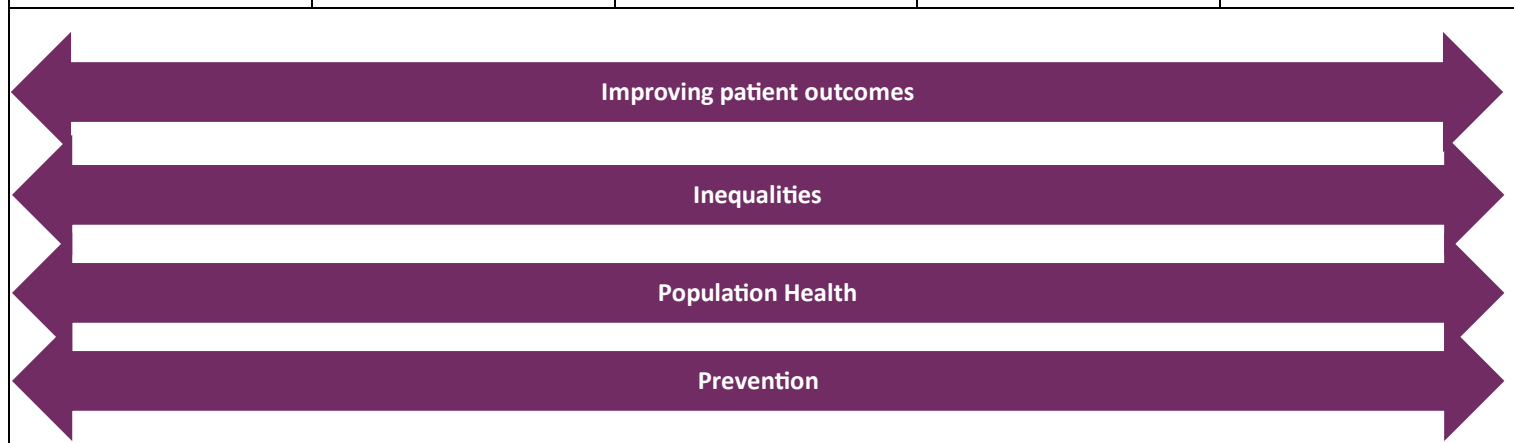 Improving patient outcomes
Inequalities
Population Health
Prevention